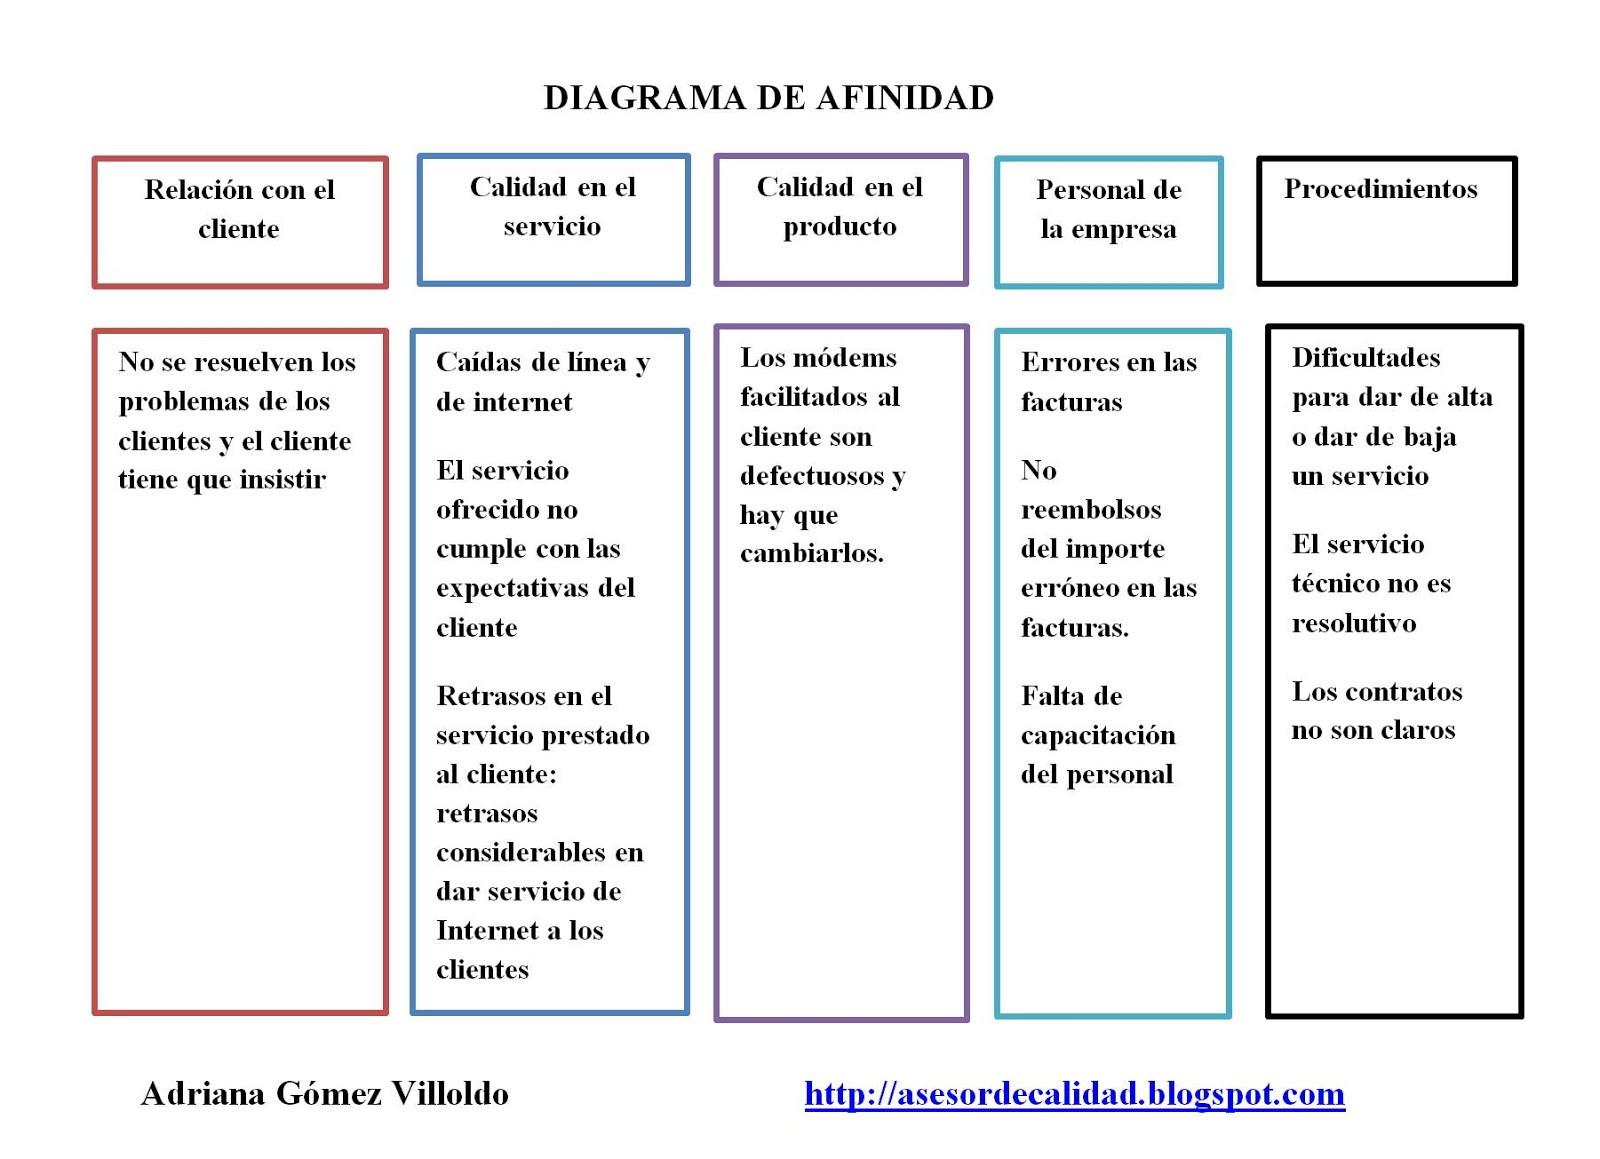 DIAGRAMA DE AFINIDAD
Relación con el
cliente
Calidad en el
servicio
Calidad en el
producto
Personal de
la empresa
Procedimientos
No se resuelven los
problemas de los
clientes y el cliente
tiene que insistir
Caídas de línea y
de internet
El servicio
ofrecido no
cumple con las
expectativas del
cliente
Retrasos en el
servicio prestado
al cliente:
retrasos
considerables en
dar servicio de
Internet a los
clientes
Los módems
facilitados al
cliente son
defectuosos y
hay que
cambiarlos.
Errores en las
facturas
No
reembolsos
del importe
erróneo en las
facturas.
Falta de
capacitación
del personal
Dificultades
para dar de alta
o dar de baja
un servicio
El servicio
técnico no es
resolutivo
Los contratos
no son claros
Adriana Gómez Villoldo
http://asesordecalidad.blogspot.com